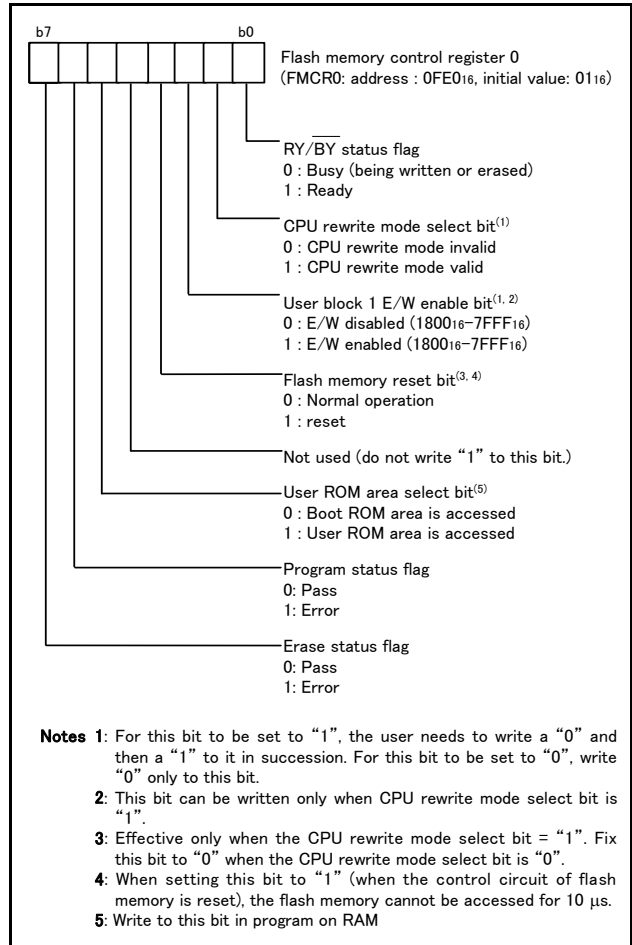 b7 b0
Flash memory control register 0
(FMCR0: address : 0FE016, initial value: 0116)
RY/BY status flag
0 : Busy (being written or erased)
1 : Ready
CPU rewrite mode select bit(1)
0 : CPU rewrite mode invalid
1 : CPU rewrite mode valid
User block 1 E/W enable bit(1, 2)
0 : E/W disabled (180016-7FFF16)
1 : E/W enabled (180016-7FFF16)
Flash memory reset bit(3, 4)
0 : Normal operation
1 : reset
Not used (do not write “1” to this bit.)
User ROM area select bit(5)
0 : Boot ROM area is accessed
1 : User ROM area is accessed
Program status flag
0: Pass
1: Error
Erase status flag
0: Pass
1: Error
Notes 1: For this bit to be set to “1”, the user needs to write a “0” and
then a “1” to it in succession. For this bit to be set to “0”, write
“0” only to this bit.
2: This bit can be written only when CPU rewrite mode select bit is
“1”.
3: Effective only when the CPU rewrite mode select bit = “1”. Fix
this bit to “0” when the CPU rewrite mode select bit is “0”.
4: When setting this bit to “1” (when the control circuit of flash
memory is reset), the flash memory cannot be accessed for 10 μs.
5: Write to this bit in program on RAM